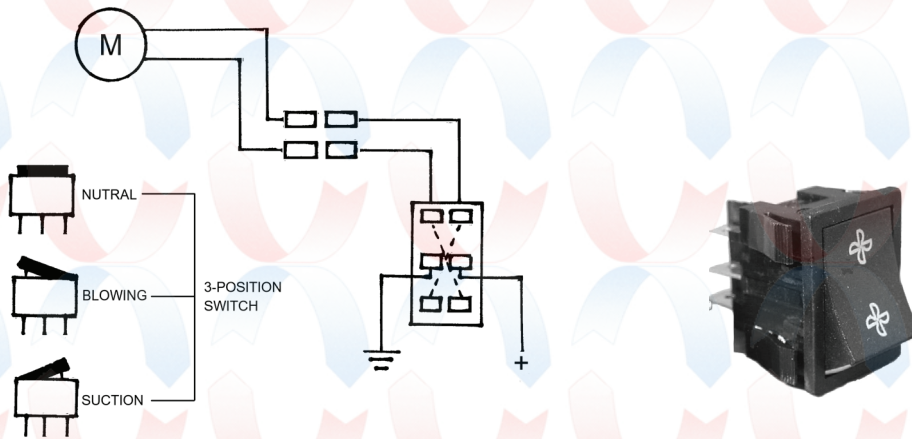 M
NUTRAL
BLOWING
3-POSITION
SWITCH
SUCTION
+